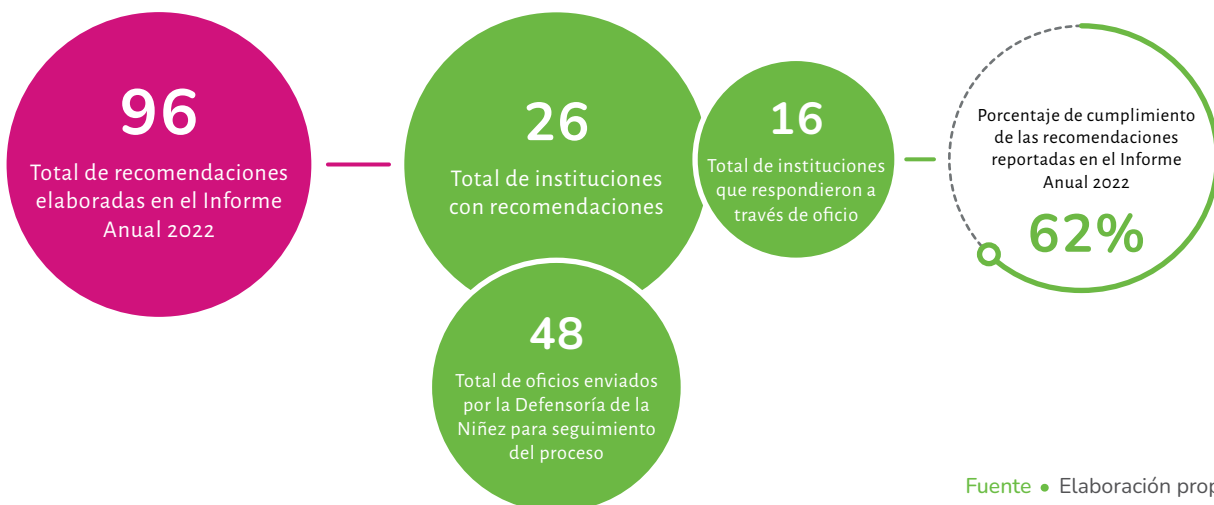 96
Total de recomendaciones
elaboradas en el Informe
Anual 2022
26
Total de instituciones
con recomendaciones
16
Total de instituciones
que respondieron a
través de oficio
Porcentaje de cumplimiento
de las recomendaciones
reportadas en el Informe
Anual 2022
62%
48
Total de oficios enviados
por la Defensoría de la
Niñez para seguimiento
del proceso
Fuente • Elaboración prop